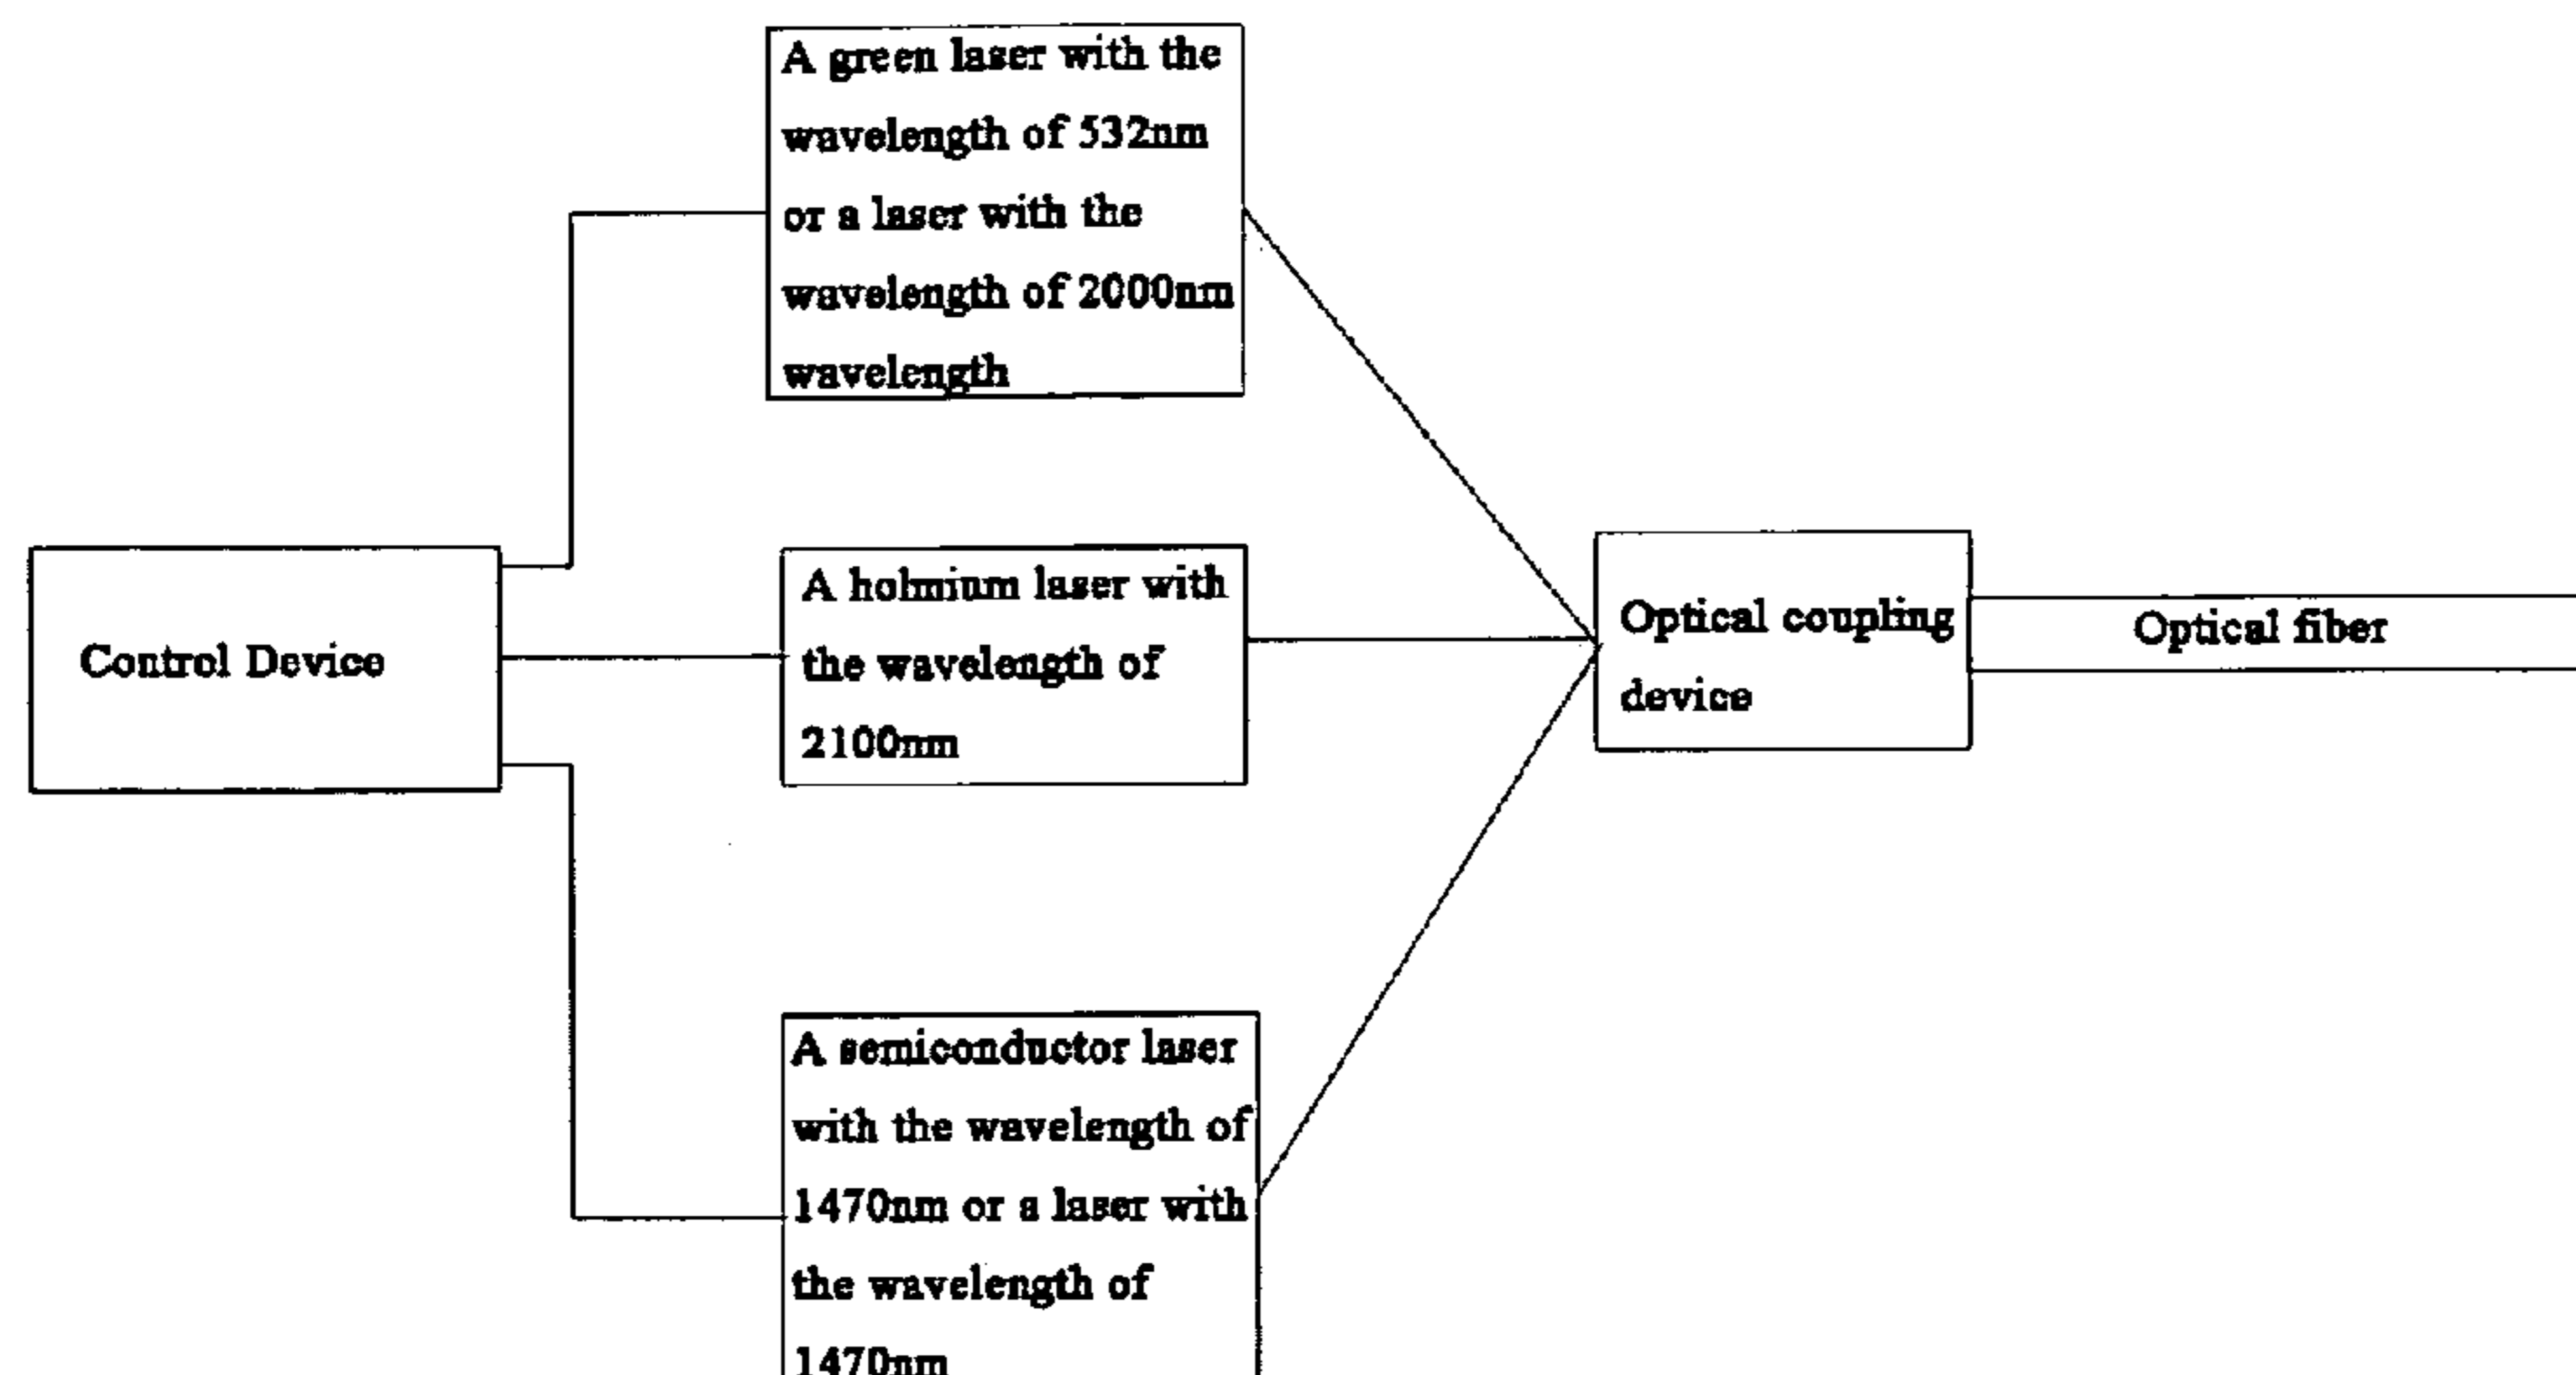 A green laser with the
wavelength of 532nm
or a laser with the
wavelength of 2000nm
wavelength
Control Device
A holmium laser with
the wavelength of
2100nm
Optical coupling
device
Optical fiber
A semiconductor laser
with the wavelength of
1470nm or a laser with
the wavelength of
1470nm